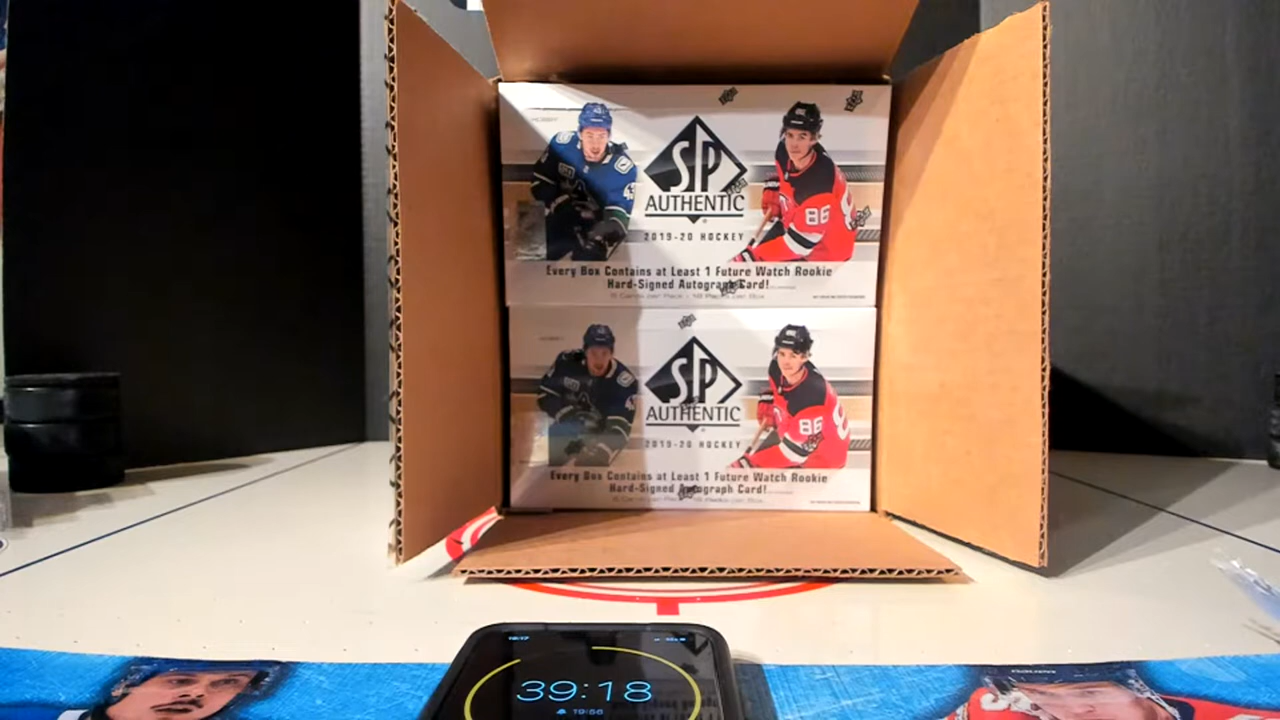 SP
AUTHENTIC
2019-20 HOCKEY
86
Every Box Contains at Least 1 Future Watch Rookie
Hard-Signed Autograph Card!
SP
AUTHENTIC
2019-20 HOCKEY
86
Every Box Contains at Least 1 Future Watch Rookie
Hard-Signed Autograph Card!
39:18
19:56